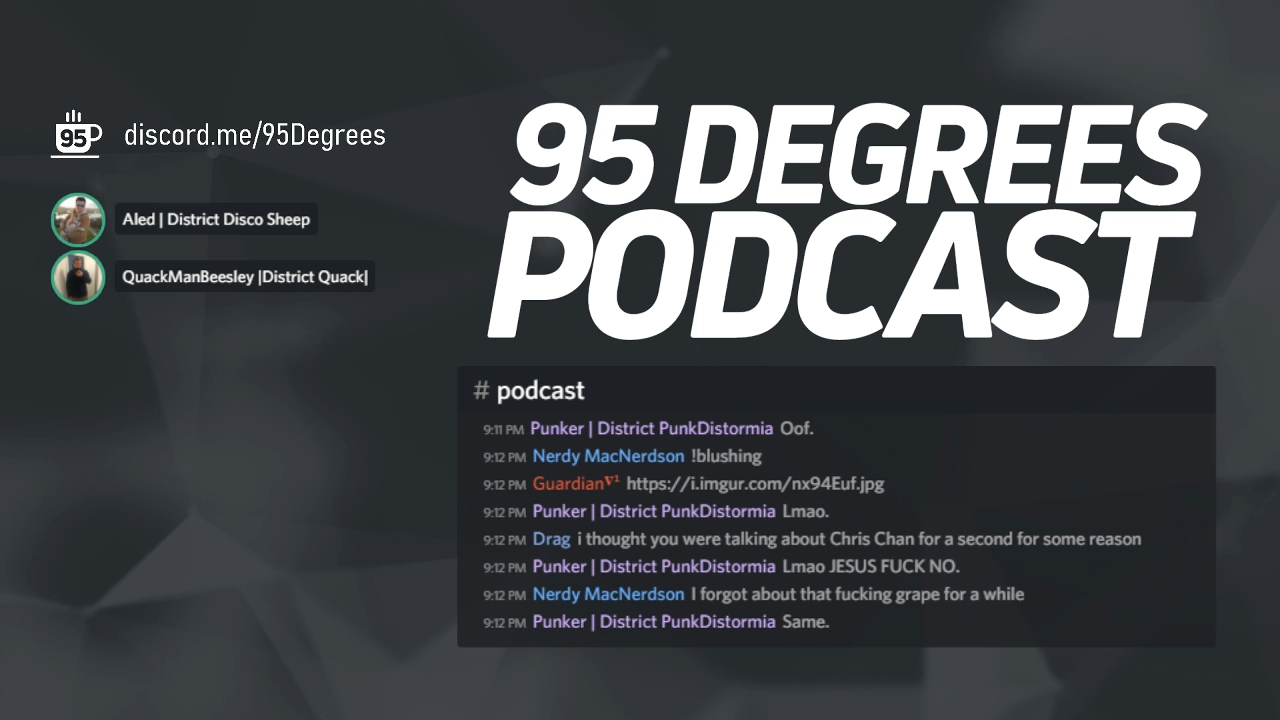 95
discord.me/95Degrees
Aled | District Disco Sheep
QuackManBeesley |District Quack|
95 DEGREES
PODCAST
# podcast
9:11 PM Punker | District PunkDistormia Oof.
9:12 PM Nerdy MacNerdson !blushing
9:12 PM Guardianⱽ¹ https://i.imgur.com/nx94Euf.jpg
9:12 PM Punker | District PunkDistormia Lmao.
9:12 PM Drag i thought you were talking about Chris Chan for a second for some reason
9:12 PM Punker | District PunkDistormia Lmao JESUS FUCK NO.
9:12 PM Nerdy MacNerdson I forgot about that fucking grape for a while
9:12 PM Punker | District PunkDistormia Same.